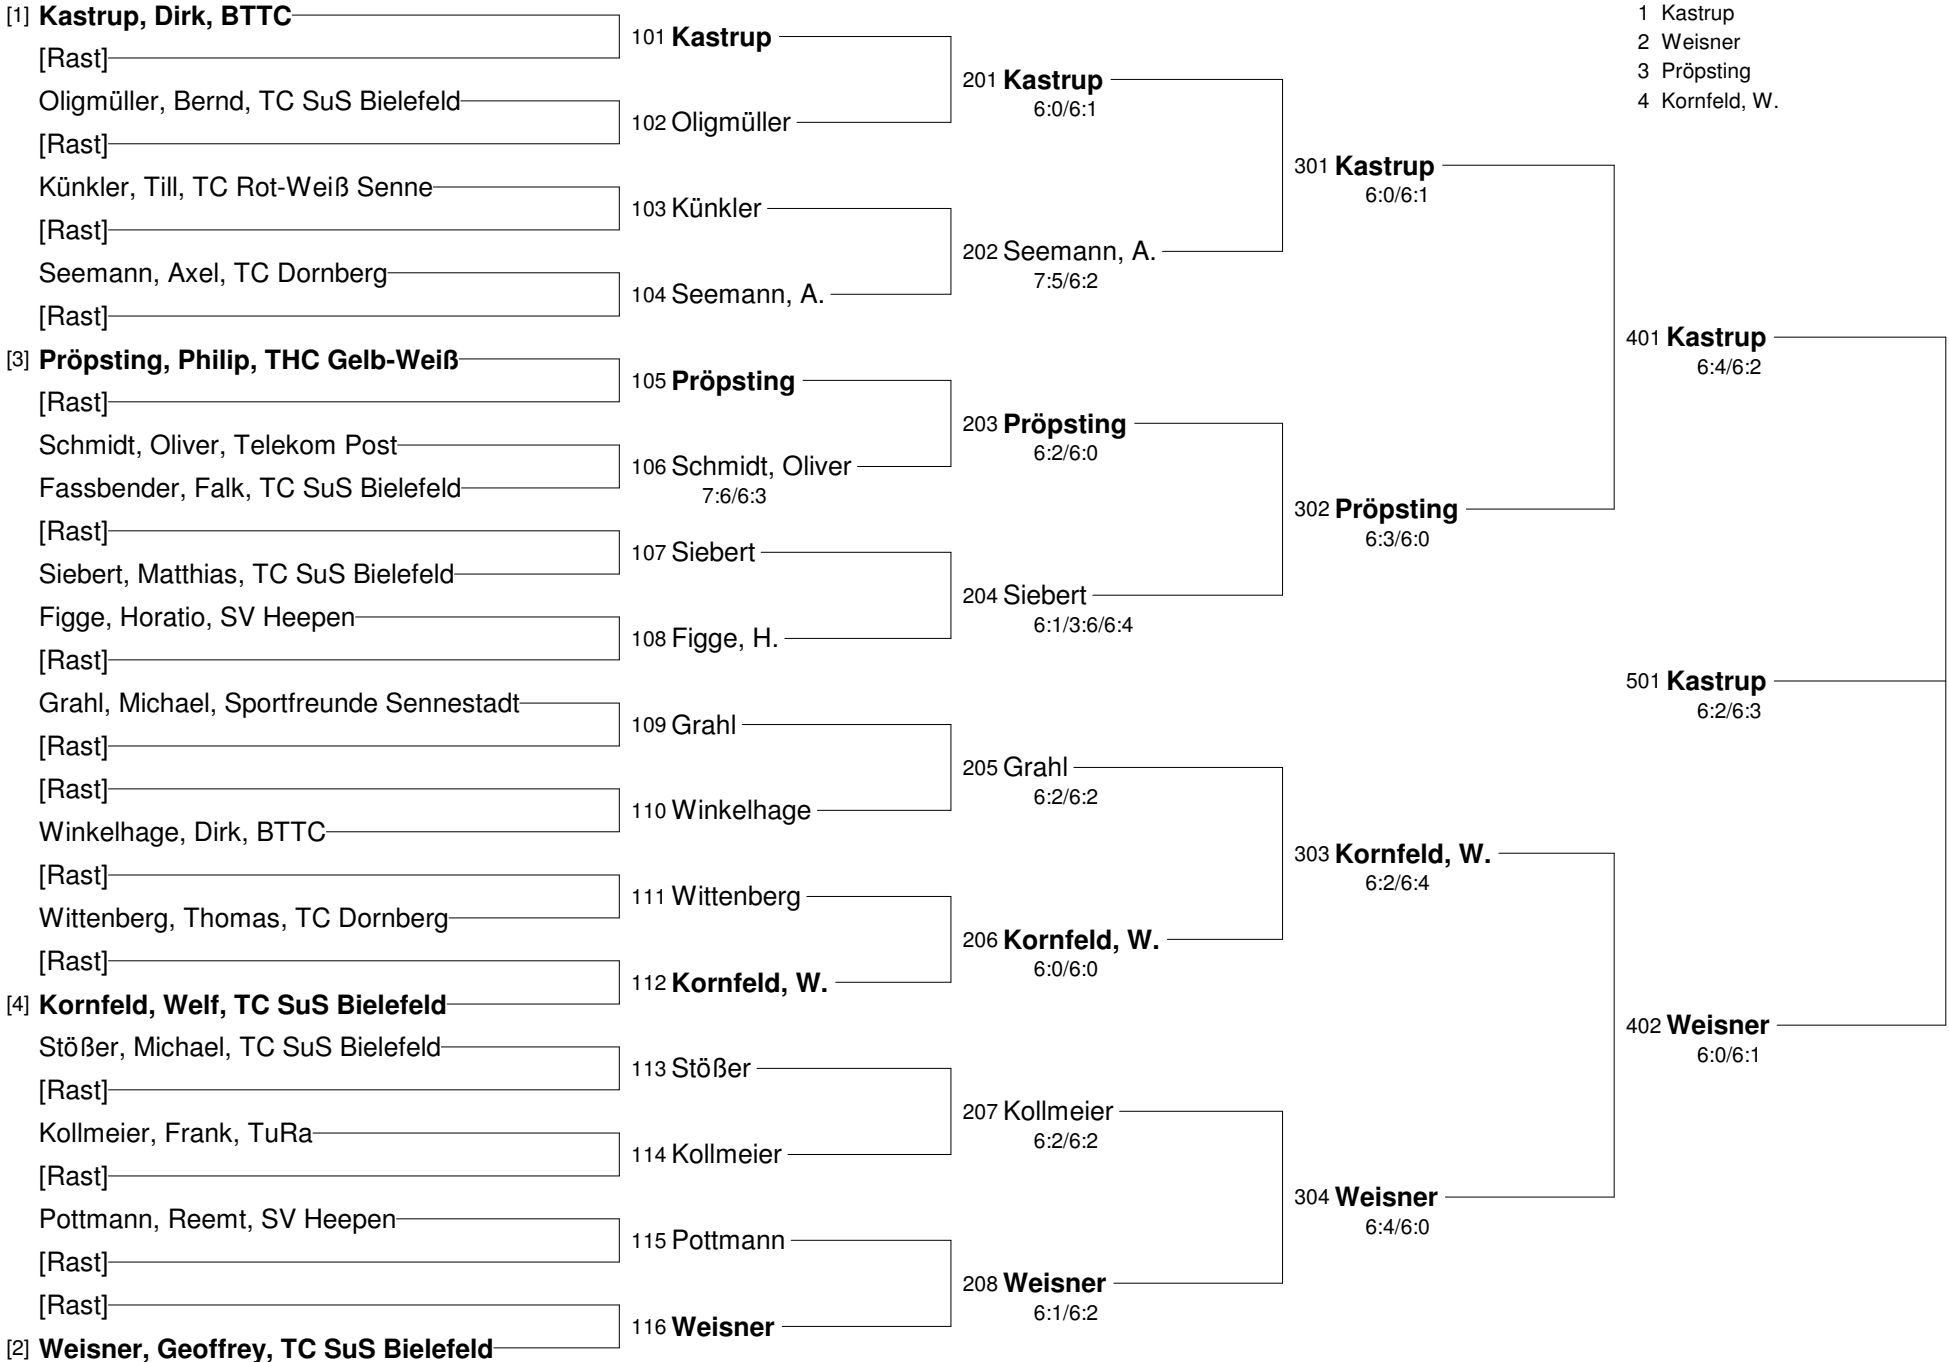 [1] Kastrup, Dirk, BTTC
[Rast]
Oligmüller, Bernd, TC SuS Bielefeld
[Rast]
Künkler, Till, TC Rot-Weiß Senne
[Rast]
Seemann, Axel, TC Dornberg
[Rast]
[3] Pröpsting, Philip, THC Gelb-Weiß
[Rast]
Schmidt, Oliver, Telekom Post
Fassbender, Falk, TC SuS Bielefeld
[Rast]
Siebert, Matthias, TC SuS Bielefeld
Figge, Horatio, SV Heepen
[Rast]
Grahl, Michael, Sportfreunde Sennestadt
[Rast]
[Rast]
Winkelhage, Dirk, BTTC
[Rast]
Wittenberg, Thomas, TC Dornberg
[Rast]
[4] Kornfeld, Welf, TC SuS Bielefeld
Stößer, Michael, TC SuS Bielefeld
[Rast]
Kollmeier, Frank, TuRa
[Rast]
Pottmann, Reemt, SV Heepen
[Rast]
[Rast]
[2] Weisner, Geoffrey, TC SuS Bielefeld
101 Kastrup
102 Oligmüller
103 Künkler
104 Seemann, A.
105 Pröpsting
106 Schmidt, Oliver
7:6/6:3
107 Siebert
108 Figge, H.
109 Grahl
110 Winkelhage
111 Wittenberg
112 Kornfeld, W.
113 Stößer
114 Kollmeier
115 Pottmann
116 Weisner
201 Kastrup
6:0/6:1
202 Seemann, A.
7:5/6:2
203 Pröpsting
6:2/6:0
204 Siebert
6:1/3:6/6:4
205 Grahl
6:2/6:2
206 Kornfeld, W.
6:0/6:0
207 Kollmeier
6:2/6:2
208 Weisner
6:1/6:2
301 Kastrup
6:0/6:1
302 Pröpsting
6:3/6:0
303 Kornfeld, W.
6:2/6:4
304 Weisner
6:4/6:0
1 Kastrup
2 Weisner
3 Pröpsting
4 Kornfeld, W.
401 Kastrup
6:4/6:2
501 Kastrup
6:2/6:3
402 Weisner
6:0/6:1